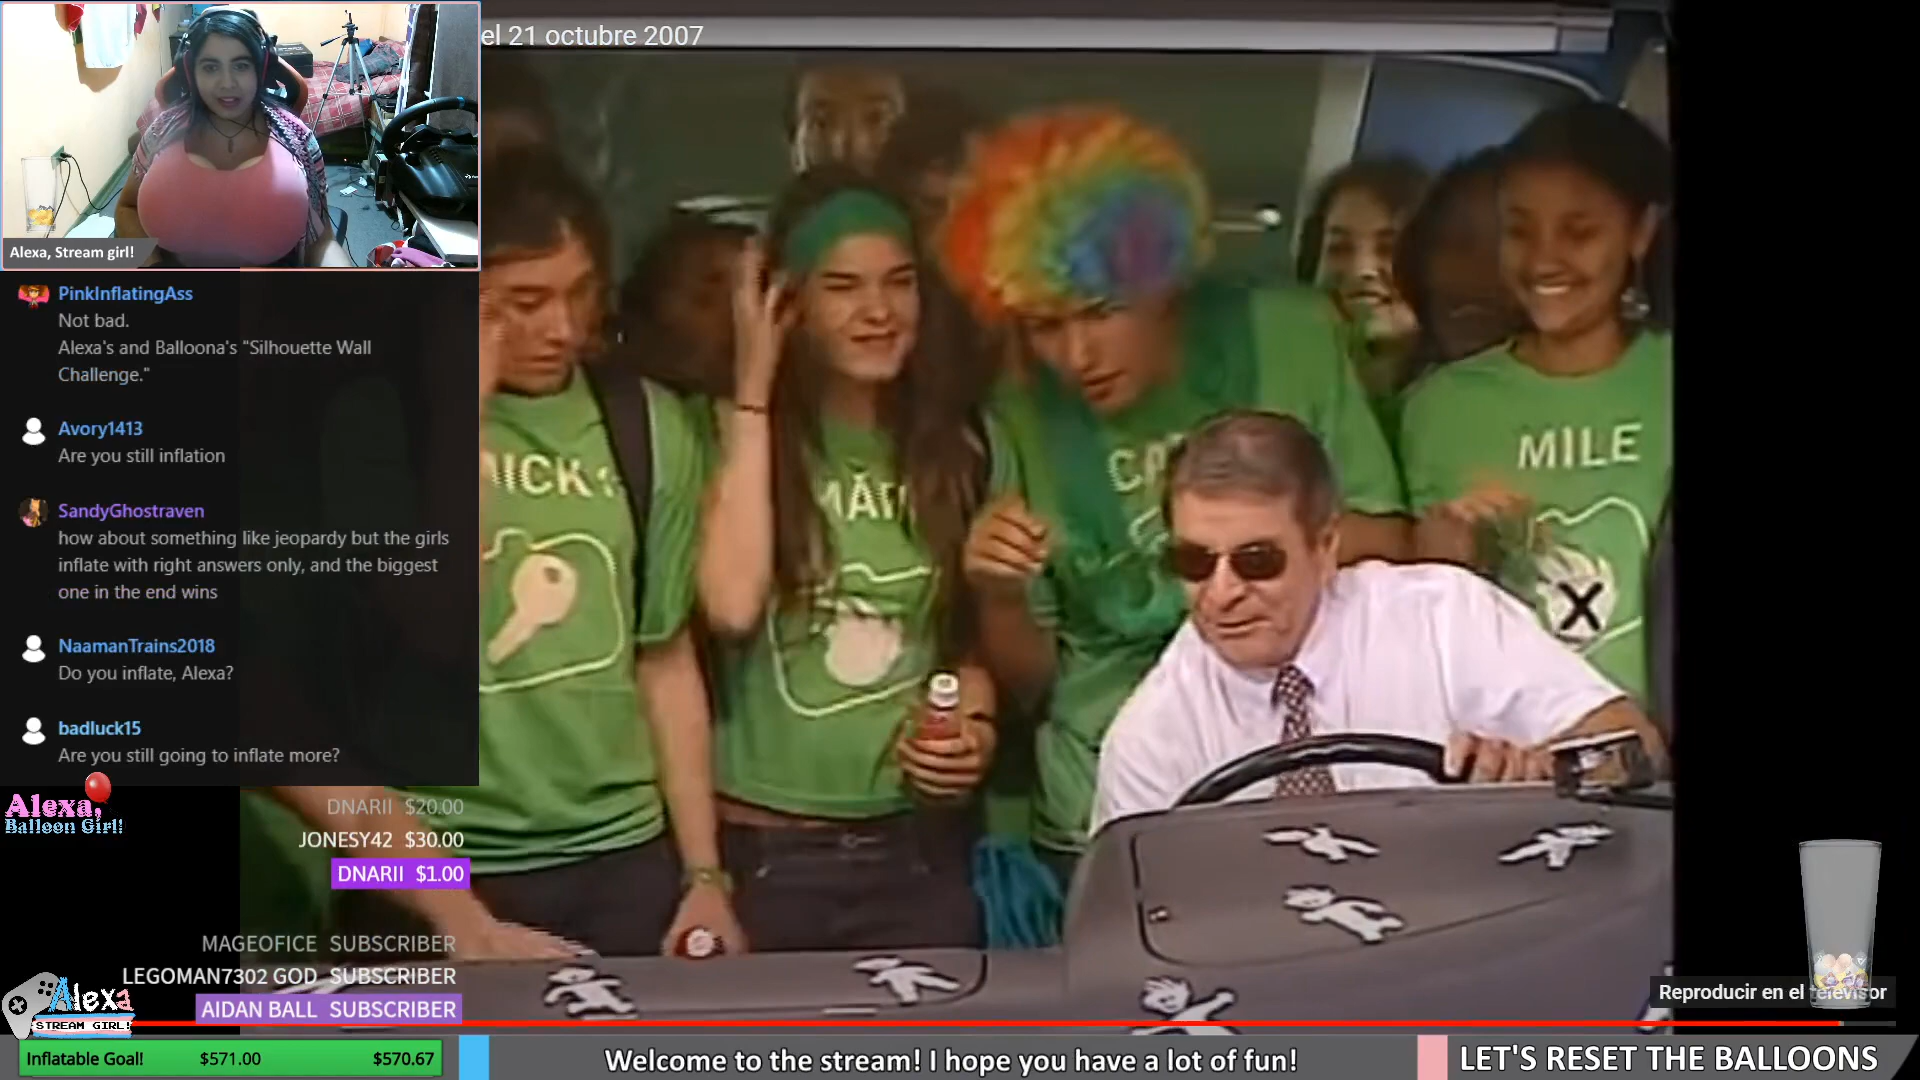 el 21 octubre 2007
Alexa, Stream girl!
PinkInflatingAss
Not bad.
Alexa's and Balloona's "Silhouette Wall
Challenge."
Avory1413
Are you still inflation
SandyGhostraven
how about something like jeopardy but the girls
inflate with right answers only, and the biggest
one in the end wins
NaamanTrains2018
Do you inflate, Alexa?
badluck15
Are you still going to inflate more?
Alexa,
Balloon Girl!
DNARII $20.00
JONESY42 $30.00
DNARII $1.00
MAGEOFICE SUBSCRIBER
LEGOMAN7302 GOD SUBSCRIBER
AIDAN BALL SUBSCRIBER
Alexa
STREAM GIRL!
MILE
Reproducir en el televisor
Inflatable Goal! $571.00 $570.67
Welcome to the stream! I hope you have a lot of fun!
LET'S RESET THE BALLOONS